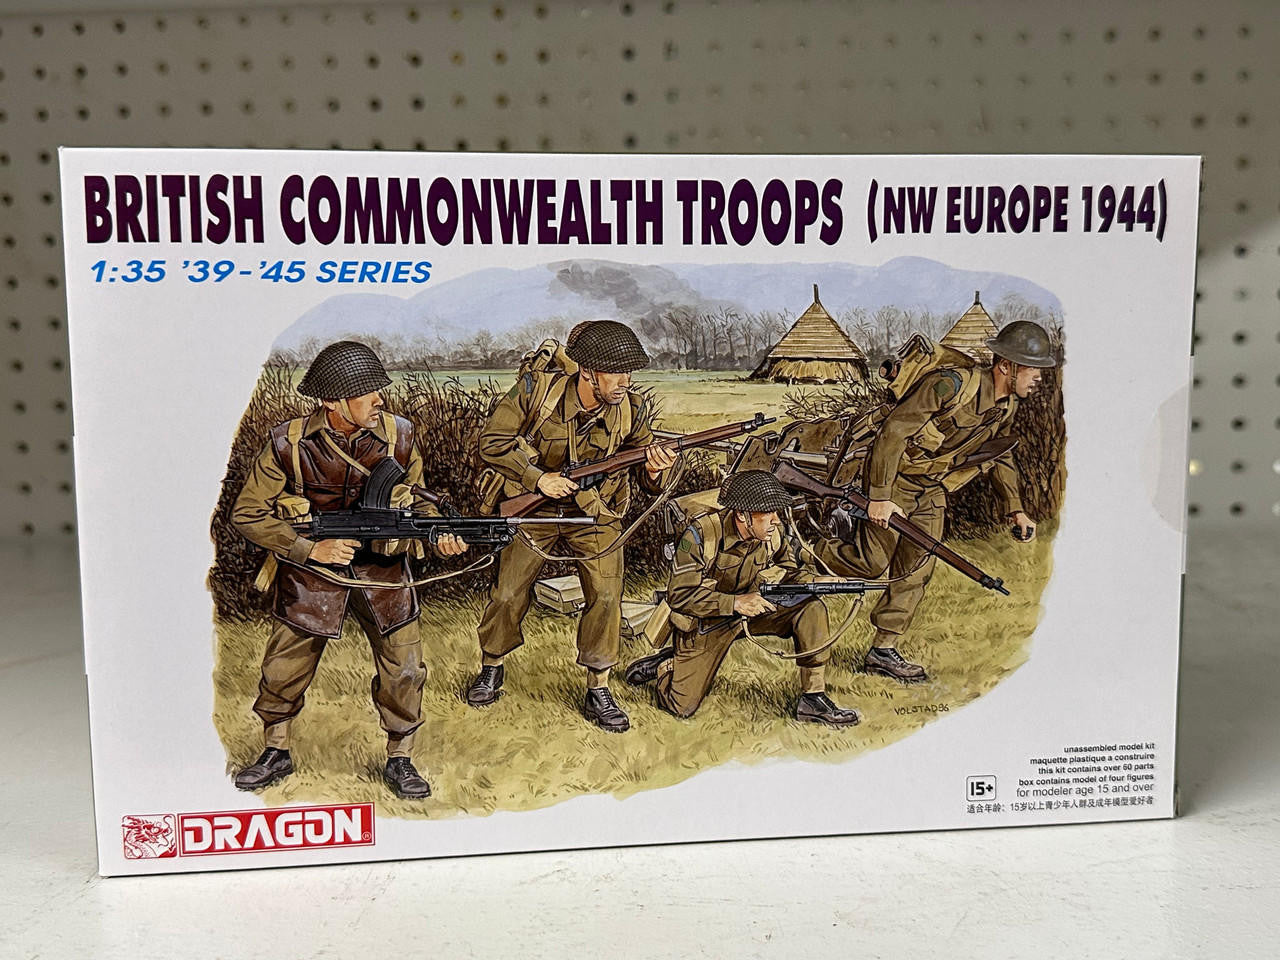 BRITISH COMMONWEALTH TROOPS (NW EUROPE 1944)
1:35 '39-'45 SERIES
VOLSTAD96
unassembled model kit
maquette plastique a construire
this kit contains over 60 parts
box contains model of four figures
15+
for modeler age 15 and over
适合年龄：15岁以上青少年人群及成年模型爱好者
DRAGON®